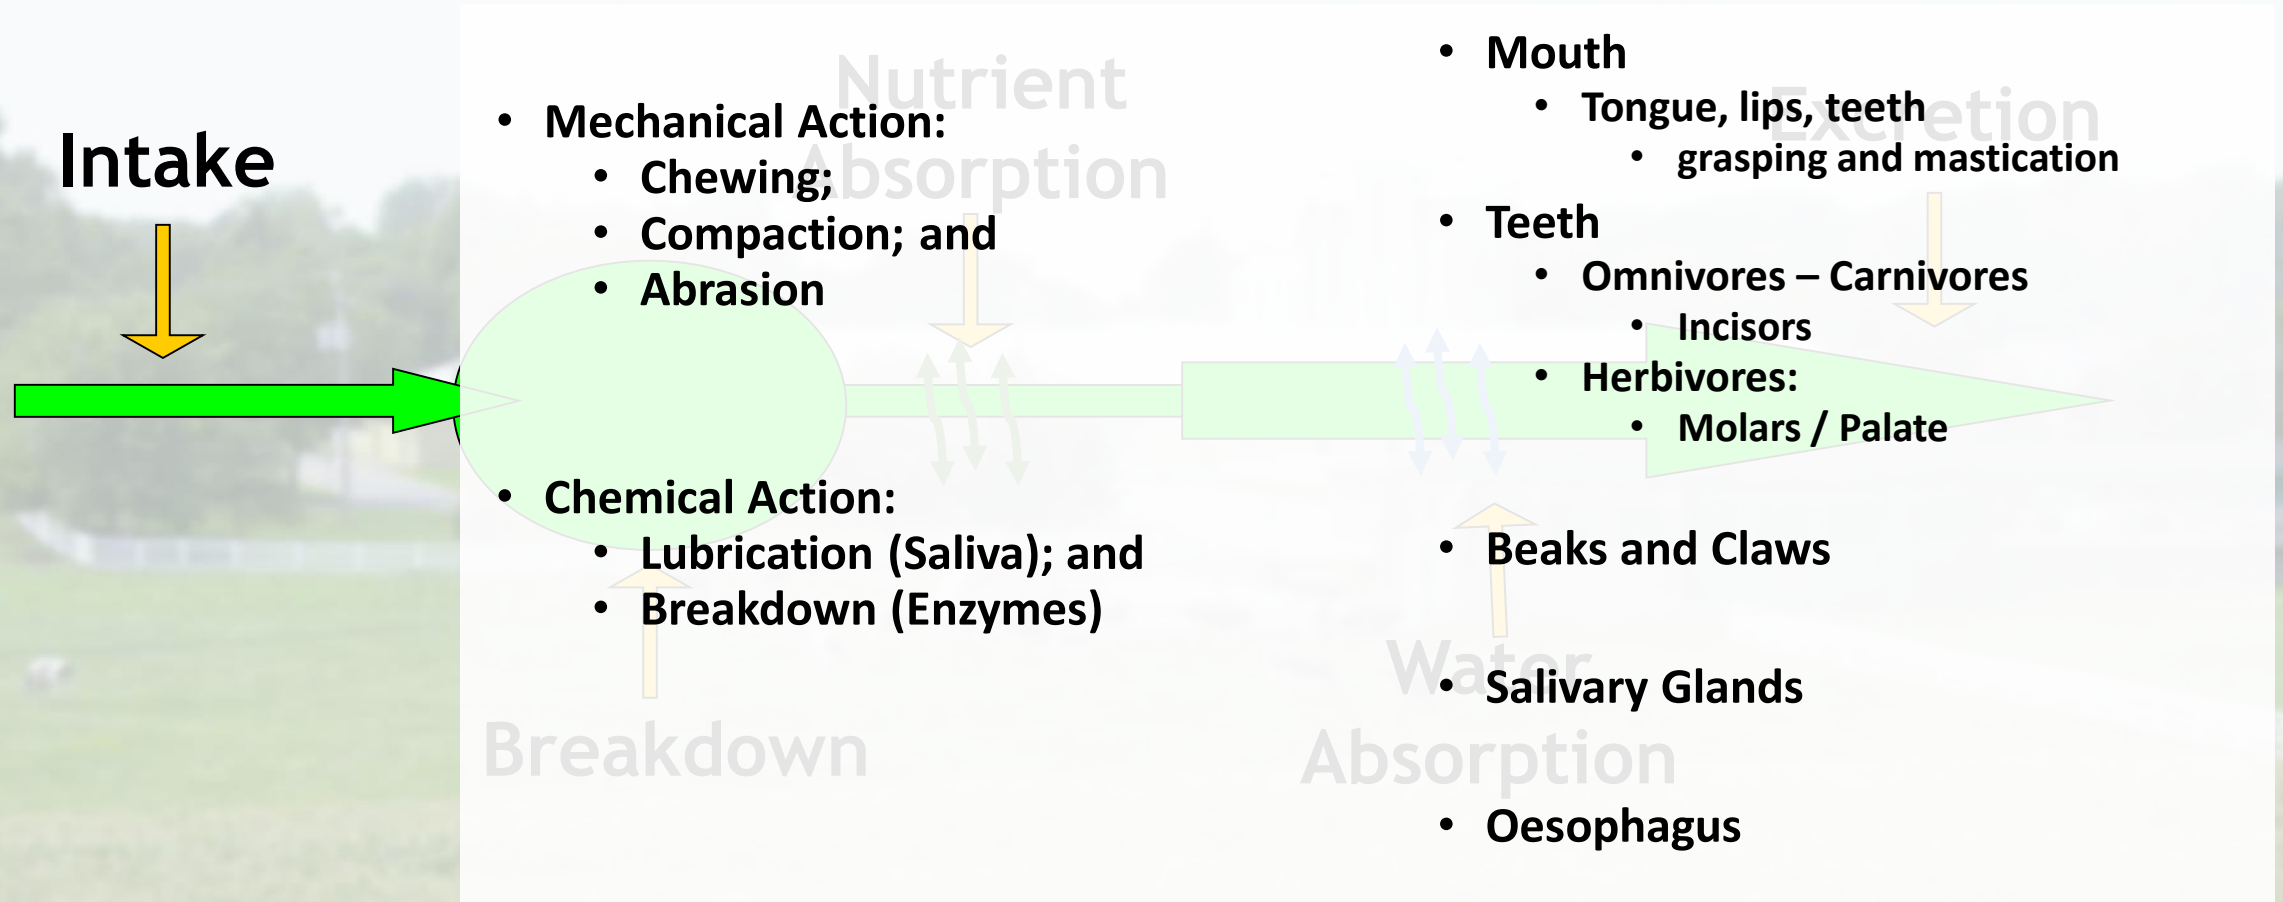 Intake
Nutrient
Absorption
Excretion
Breakdown
Water
Absorption
• Mechanical Action:
• Chewing;
• Compaction; and
• Abrasion
• Chemical Action:
• Lubrication (Saliva); and
• Breakdown (Enzymes)
• Mouth
• Tongue, lips, teeth
• grasping and mastication
• Teeth
• Omnivores – Carnivores
• Incisors
• Herbivores:
• Molars / Palate
• Beaks and Claws
• Salivary Glands
• Oesophagus